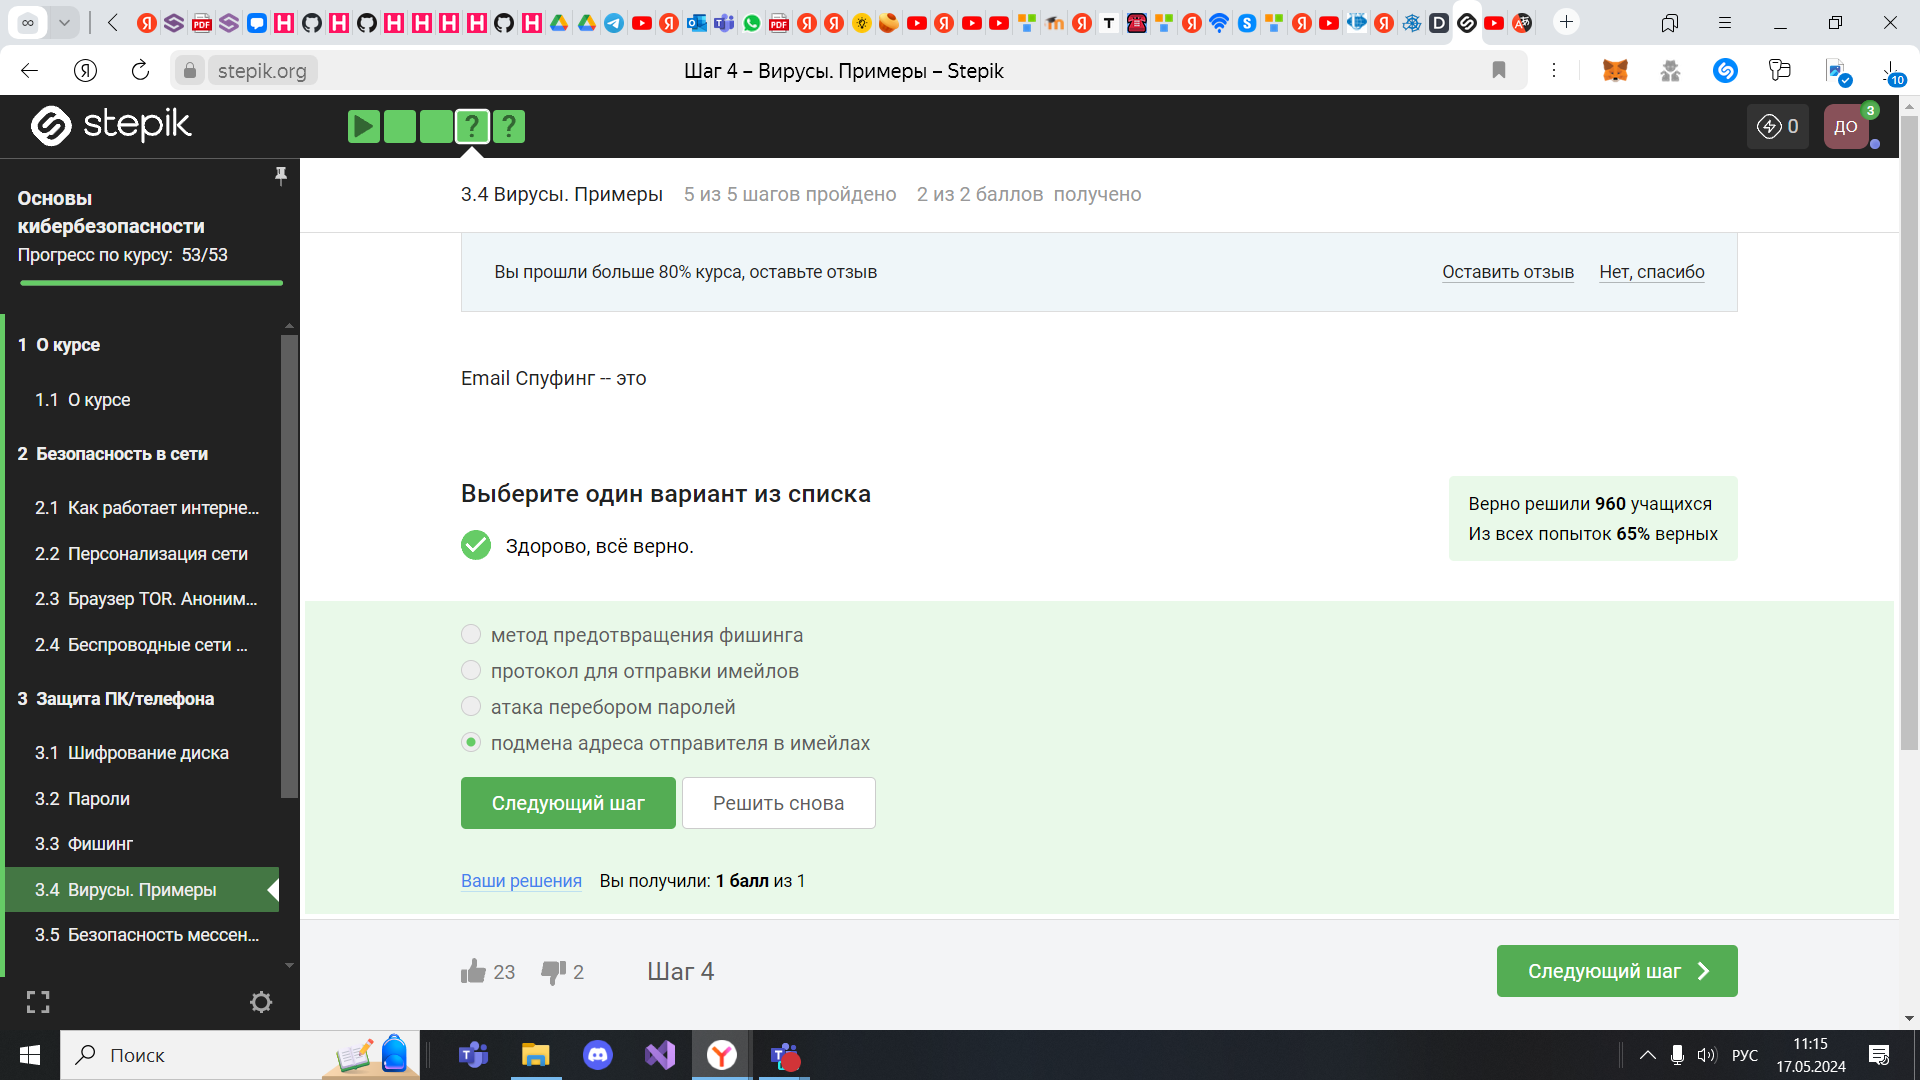 stepik.org
Шаг 4 – Вирусы. Примеры – Stepik
10
stepik
? ?
0
ДО
3
Основы
кибербезопасности
Прогресс по курсу: 53/53
3.4 Вирусы. Примеры 5 из 5 шагов пройдено 2 из 2 баллов получено
Вы прошли больше 80% курса, оставьте отзыв
Оставить отзыв
Нет, спасибо
1 О курсе
1.1 О курсе
2 Безопасность в сети
2.1 Как работает интерне...
2.2 Персонализация сети
2.3 Браузер TOR. Аноним...
2.4 Беспроводные сети ...
3 Защита ПК/телефона
3.1 Шифрование диска
3.2 Пароли
3.3 Фишинг
3.4 Вирусы. Примеры
3.5 Безопасность мессен...
Email Спуфинг -- это
Выберите один вариант из списка
Здорово, всё верно.
Верно решили 960 учащихся
Из всех попыток 65% верных
метод предотвращения фишинга
протокол для отправки имейлов
атака перебором паролей
подмена адреса отправителя в имейлах
Следующий шаг
Решить снова
Ваши решения Вы получили: 1 балл из 1
23
2
Шаг 4
Следующий шаг
Поиск
РУС
11:15
17.05.2024